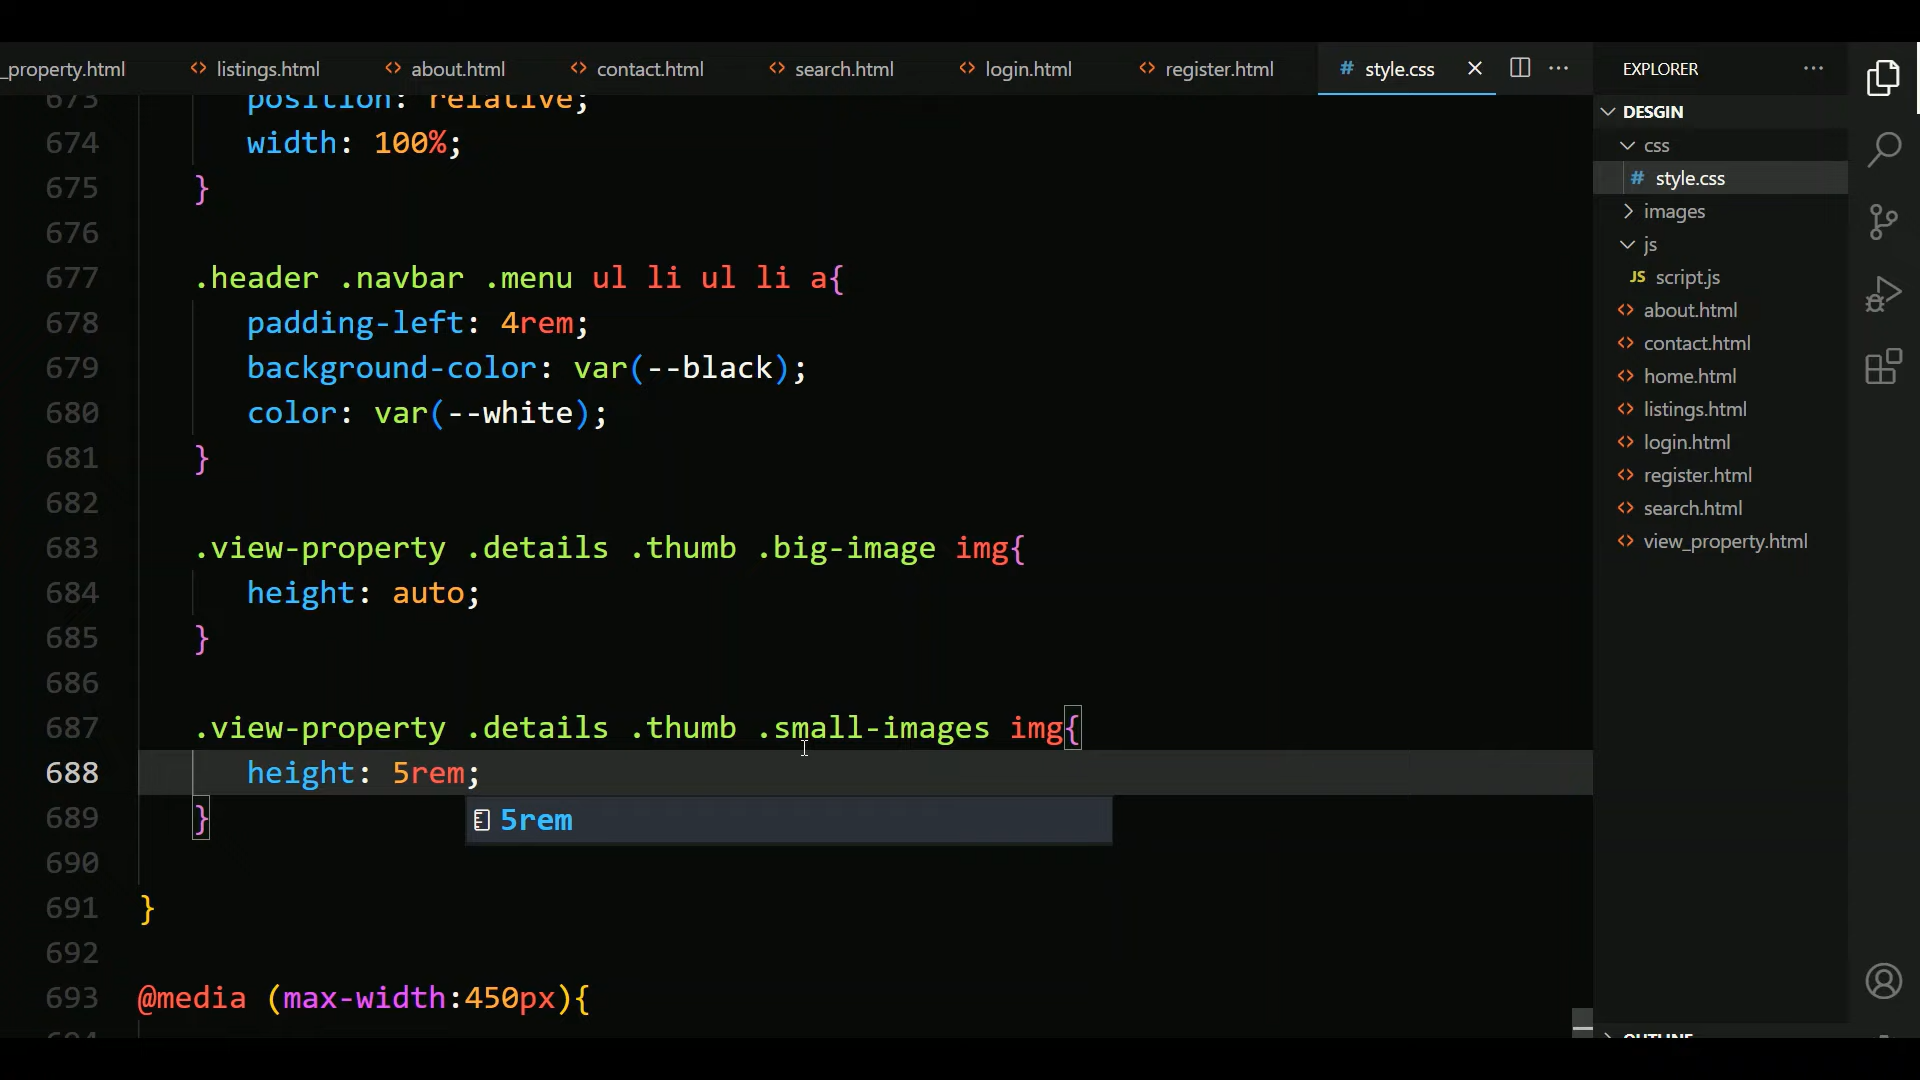 _property.html listings.html about.html contact.html search.html login.html register.html # style.css
673 position: relative;
674 width: 100%;
675 }
676
677 .header .navbar .menu ul li ul li a{
678 padding-left: 4rem;
679 background-color: var(--black);
680 color: var(--white);
681 }
682
683 .view-property .details .thumb .big-image img{
684 height: auto;
685 }
686
687 .view-property .details .thumb .small-images img{
688 height: 5rem;
5rem
689 }
690
691 }
692
693 @media (max-width:450px){
EXPLORER
DESGIN
css
# style.css
images
js
JS script.js
about.html
contact.html
home.html
listings.html
login.html
register.html
search.html
view_property.html
OUTLINE